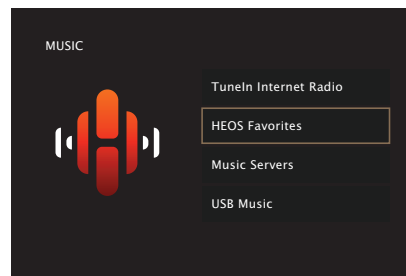 MUSIC
TuneIn Internet Radio
HEOS Favorites
Music Servers
USB Music